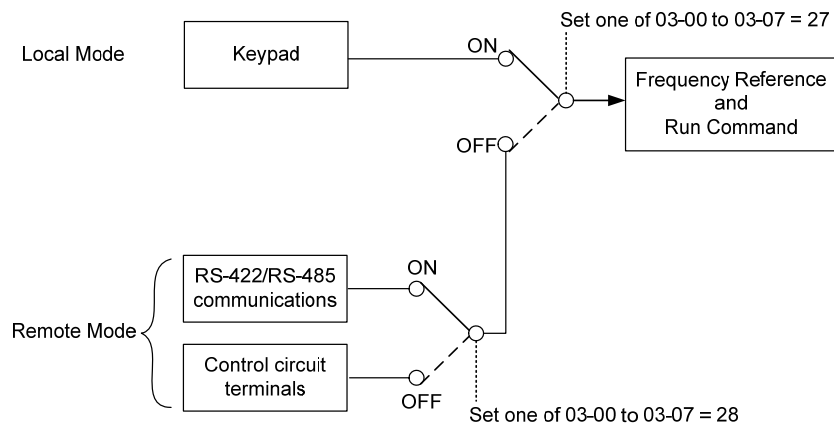 Set one of 03-00 to 03-07 = 27
Local Mode
Keypad
ON
Frequency Reference
and
Run Command
OFF
RS-422/RS-485
communications
ON
Remote Mode
Control circuit
terminals
OFF
Set one of 03-00 to 03-07 = 28